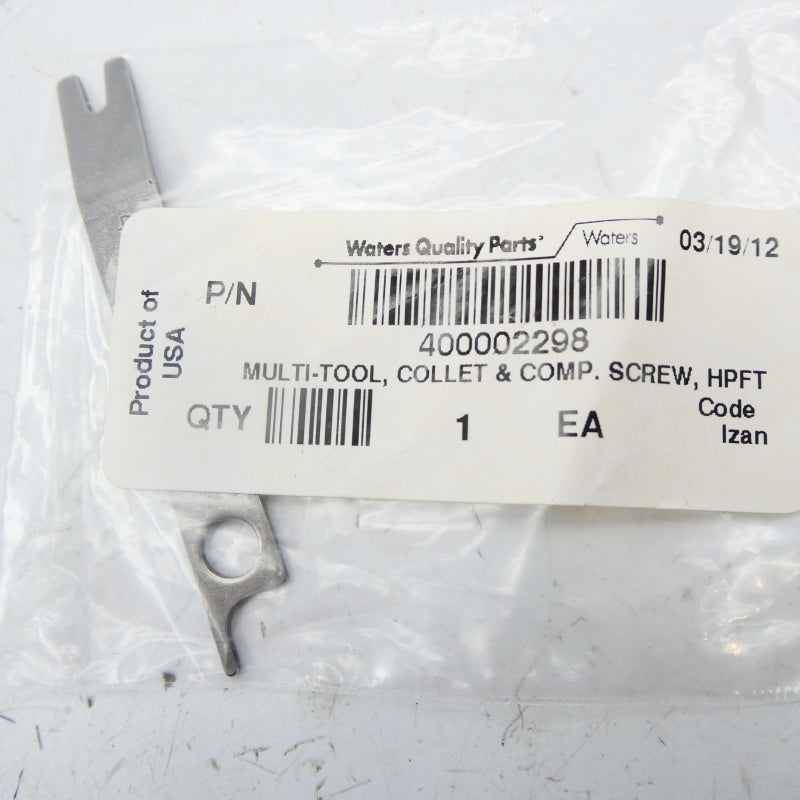 Waters Quality Parts® Waters 03/19/12
Product of
USA
P/N
400002298
MULTI-TOOL, COLLET & COMP. SCREW, HPFT
QTY 1 EA
Code
Izan